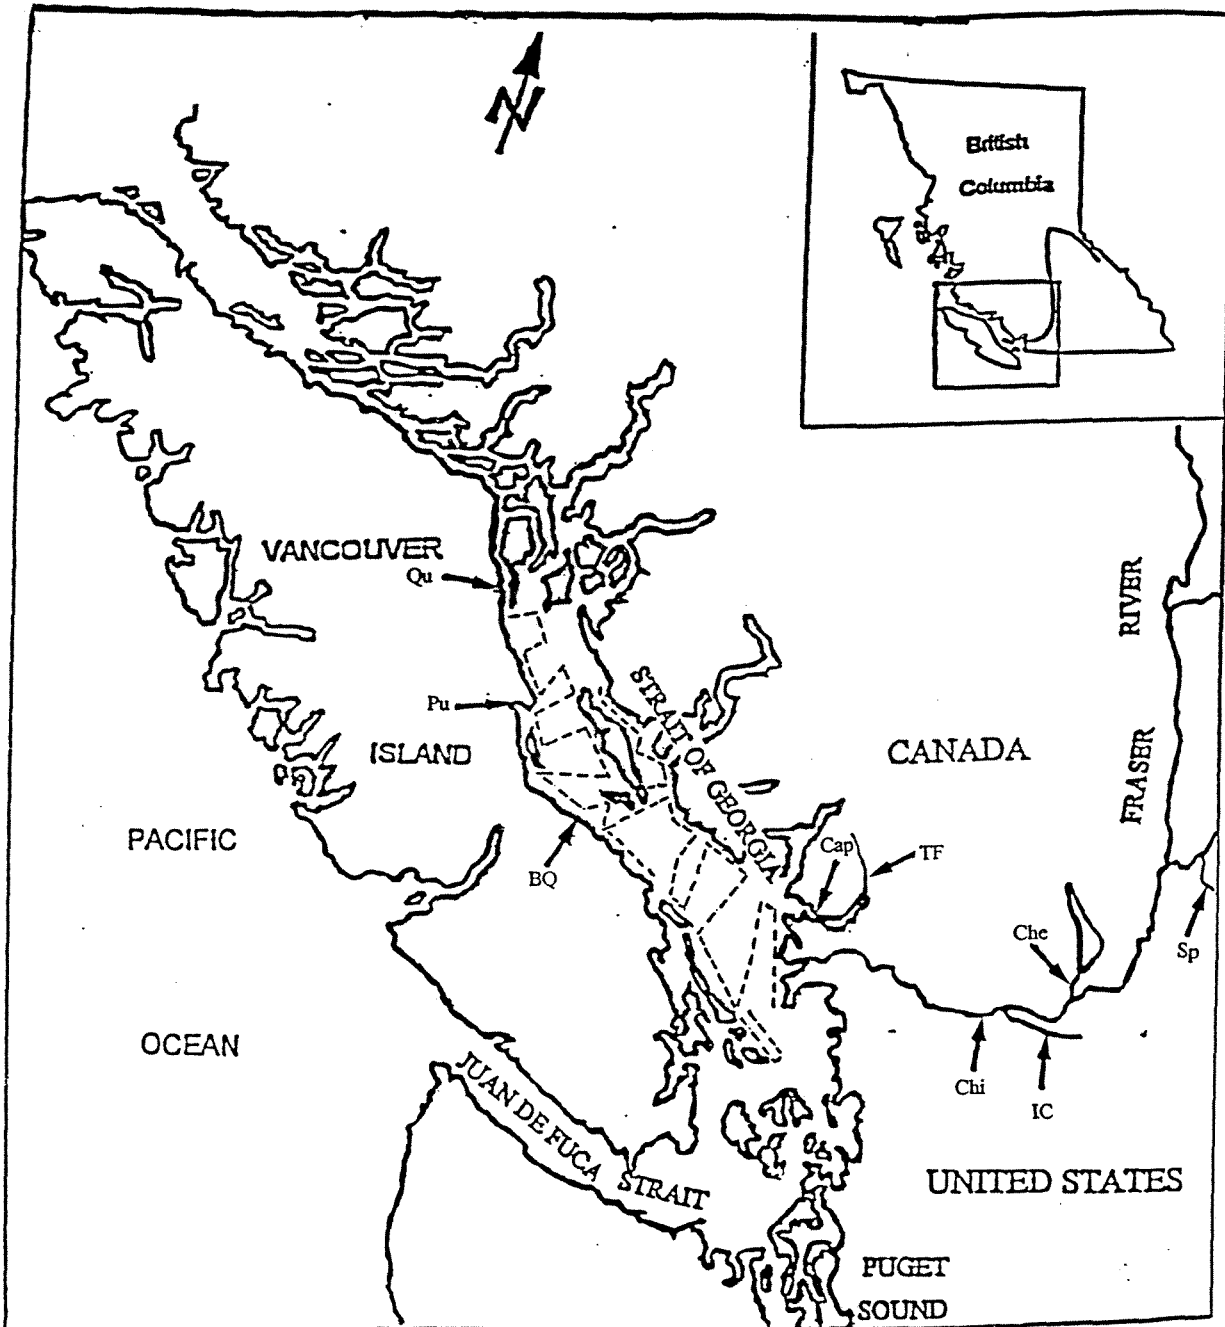 N
British
Columbia
VANCOUVER
Qu
RIVER
STRAIT OF GEORGIA
Pu
ISLAND
CANADA
FRASER
PACIFIC
Cap
TF
BQ
Che
Sp
OCEAN
Chi
IC
JUAN DE FUCA STRAIT
UNITED STATES
PUGET
SOUND